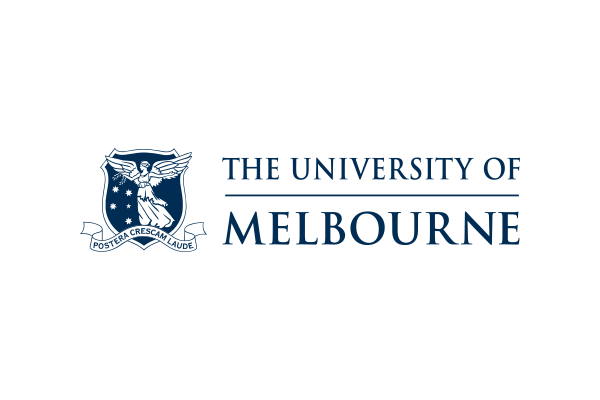 THE UNIVERSITY OF
MELBOURNE
POSTERA CRESCAM LAUDE